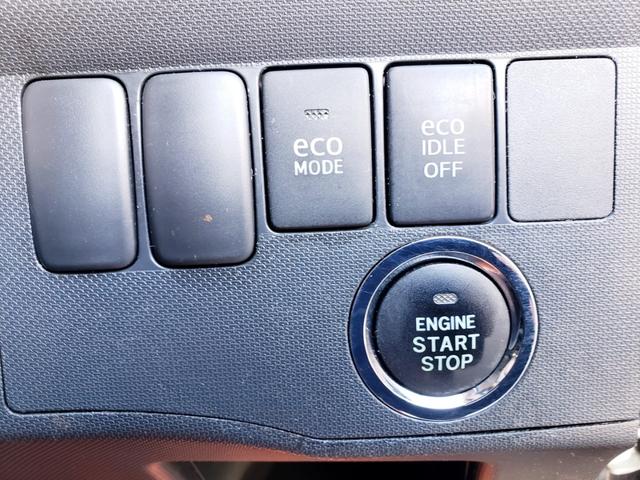 eco
MODE
eco
IDLE
OFF
ENGINE
START
STOP